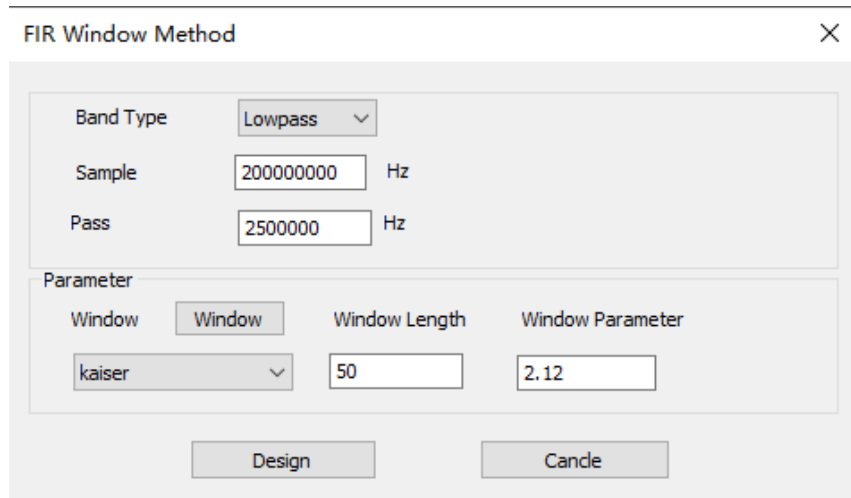 FIR Window Method
Band Type Lowpass
Sample 200000000 Hz
Pass 2500000 Hz
Parameter
Window Window Window Length Window Parameter
kaiser 50 2.12
Design Cancle